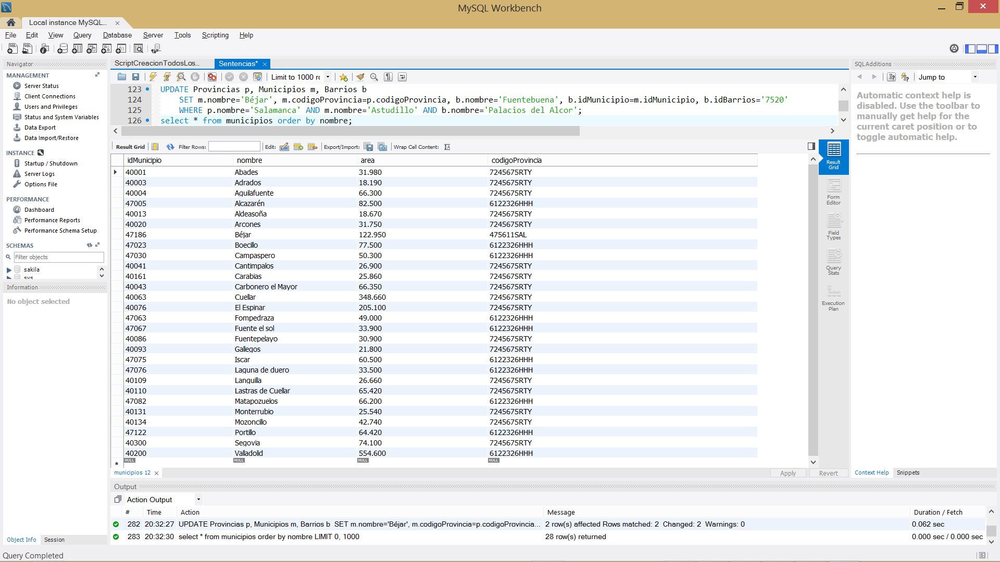 MySQL Workbench
Local instance MySQL...
File Edit View Query Database Server Tools Scripting Help
Navigator
MANAGEMENT
Server Status
Client Connections
Users and Privileges
Status and System Variables
Data Export
Data Import/Restore
INSTANCE
Startup / Shutdown
Server Logs
Options File
PERFORMANCE
Dashboard
Performance Reports
Performance Schema Setup
SCHEMAS
Filter objects
sakila
sys
Information
No object selected
Object Info Session
ScriptCreacionTodosLos... Sentencias*
Limit to 1000 rc
123 UPDATE Provincias p, Municipios m, Barrios b
124 SET m.nombre='Béjar', m.codigoProvincia=p.codigoProvincia, b.nombre='Fuentebuena', b.idMunicipio=m.idMunicipio, b.idBarrios='7520'
125 WHERE p.nombre='Salamanca' AND m.nombre='Astudillo' AND b.nombre='Palacios del Alcor';
126 select * from municipios order by nombre;
Result Grid Filter Rows: Edit: Export/Import: Wrap Cell Content:
idMunicipio nombre area codigoProvincia
40001 Abades 31.980 7245675RTY
40003 Adrados 18.190 7245675RTY
40004 Aguilafuente 66.300 7245675RTY
47005 Alcazarén 82.500 6122326HHH
40013 Aldeasoña 18.670 7245675RTY
40020 Arcones 31.750 7245675RTY
47186 Béjar 122.950 475611SAL
47023 Boecillo 77.500 6122326HHH
47030 Campaspero 50.300 6122326HHH
40041 Cantimpalos 26.900 7245675RTY
40161 Carabias 25.860 7245675RTY
40043 Carbonero el Mayor 66.350 7245675RTY
40063 Cuellar 348.660 7245675RTY
40076 El Espinar 205.100 7245675RTY
47063 Fompedraza 49.000 6122326HHH
47067 Fuente el sol 33.900 6122326HHH
40086 Fuentepelayo 30.900 7245675RTY
40093 Gallegos 21.800 7245675RTY
47075 Iscar 60.500 6122326HHH
47076 Laguna de duero 33.500 6122326HHH
40109 Languilla 26.660 7245675RTY
40110 Lastras de Cuellar 65.420 7245675RTY
47082 Matapozuelos 66.200 6122326HHH
40131 Monterrubio 25.540 7245675RTY
40134 Mozoncillo 42.740 7245675RTY
47122 Portillo 64.420 6122326HHH
40300 Segovia 74.100 7245675RTY
40200 Valladolid 554.600 6122326HHH
NULL NULL NULL NULL
Result Grid
Form Editor
Field Types
Query Stats
Execution Plan
municipios 12
Apply Revert
SQLAdditions
Jump to
Automatic context help is
disabled. Use the toolbar to
manually get help for the
current caret position or to
toggle automatic help.
Context Help Snippets
Output
Action Output
# Time Action Message Duration / Fetch
282 20:32:27 UPDATE Provincias p, Municipios m, Barrios b SET m.nombre='Béjar', m.codigoProvincia=p.codigoProvincia... 2 row(s) affected Rows matched: 2 Changed: 2 Warnings: 0 0.062 sec
283 20:32:30 select * from municipios order by nombre LIMIT 0, 1000 28 row(s) returned 0.000 sec / 0.000 sec
Query Completed